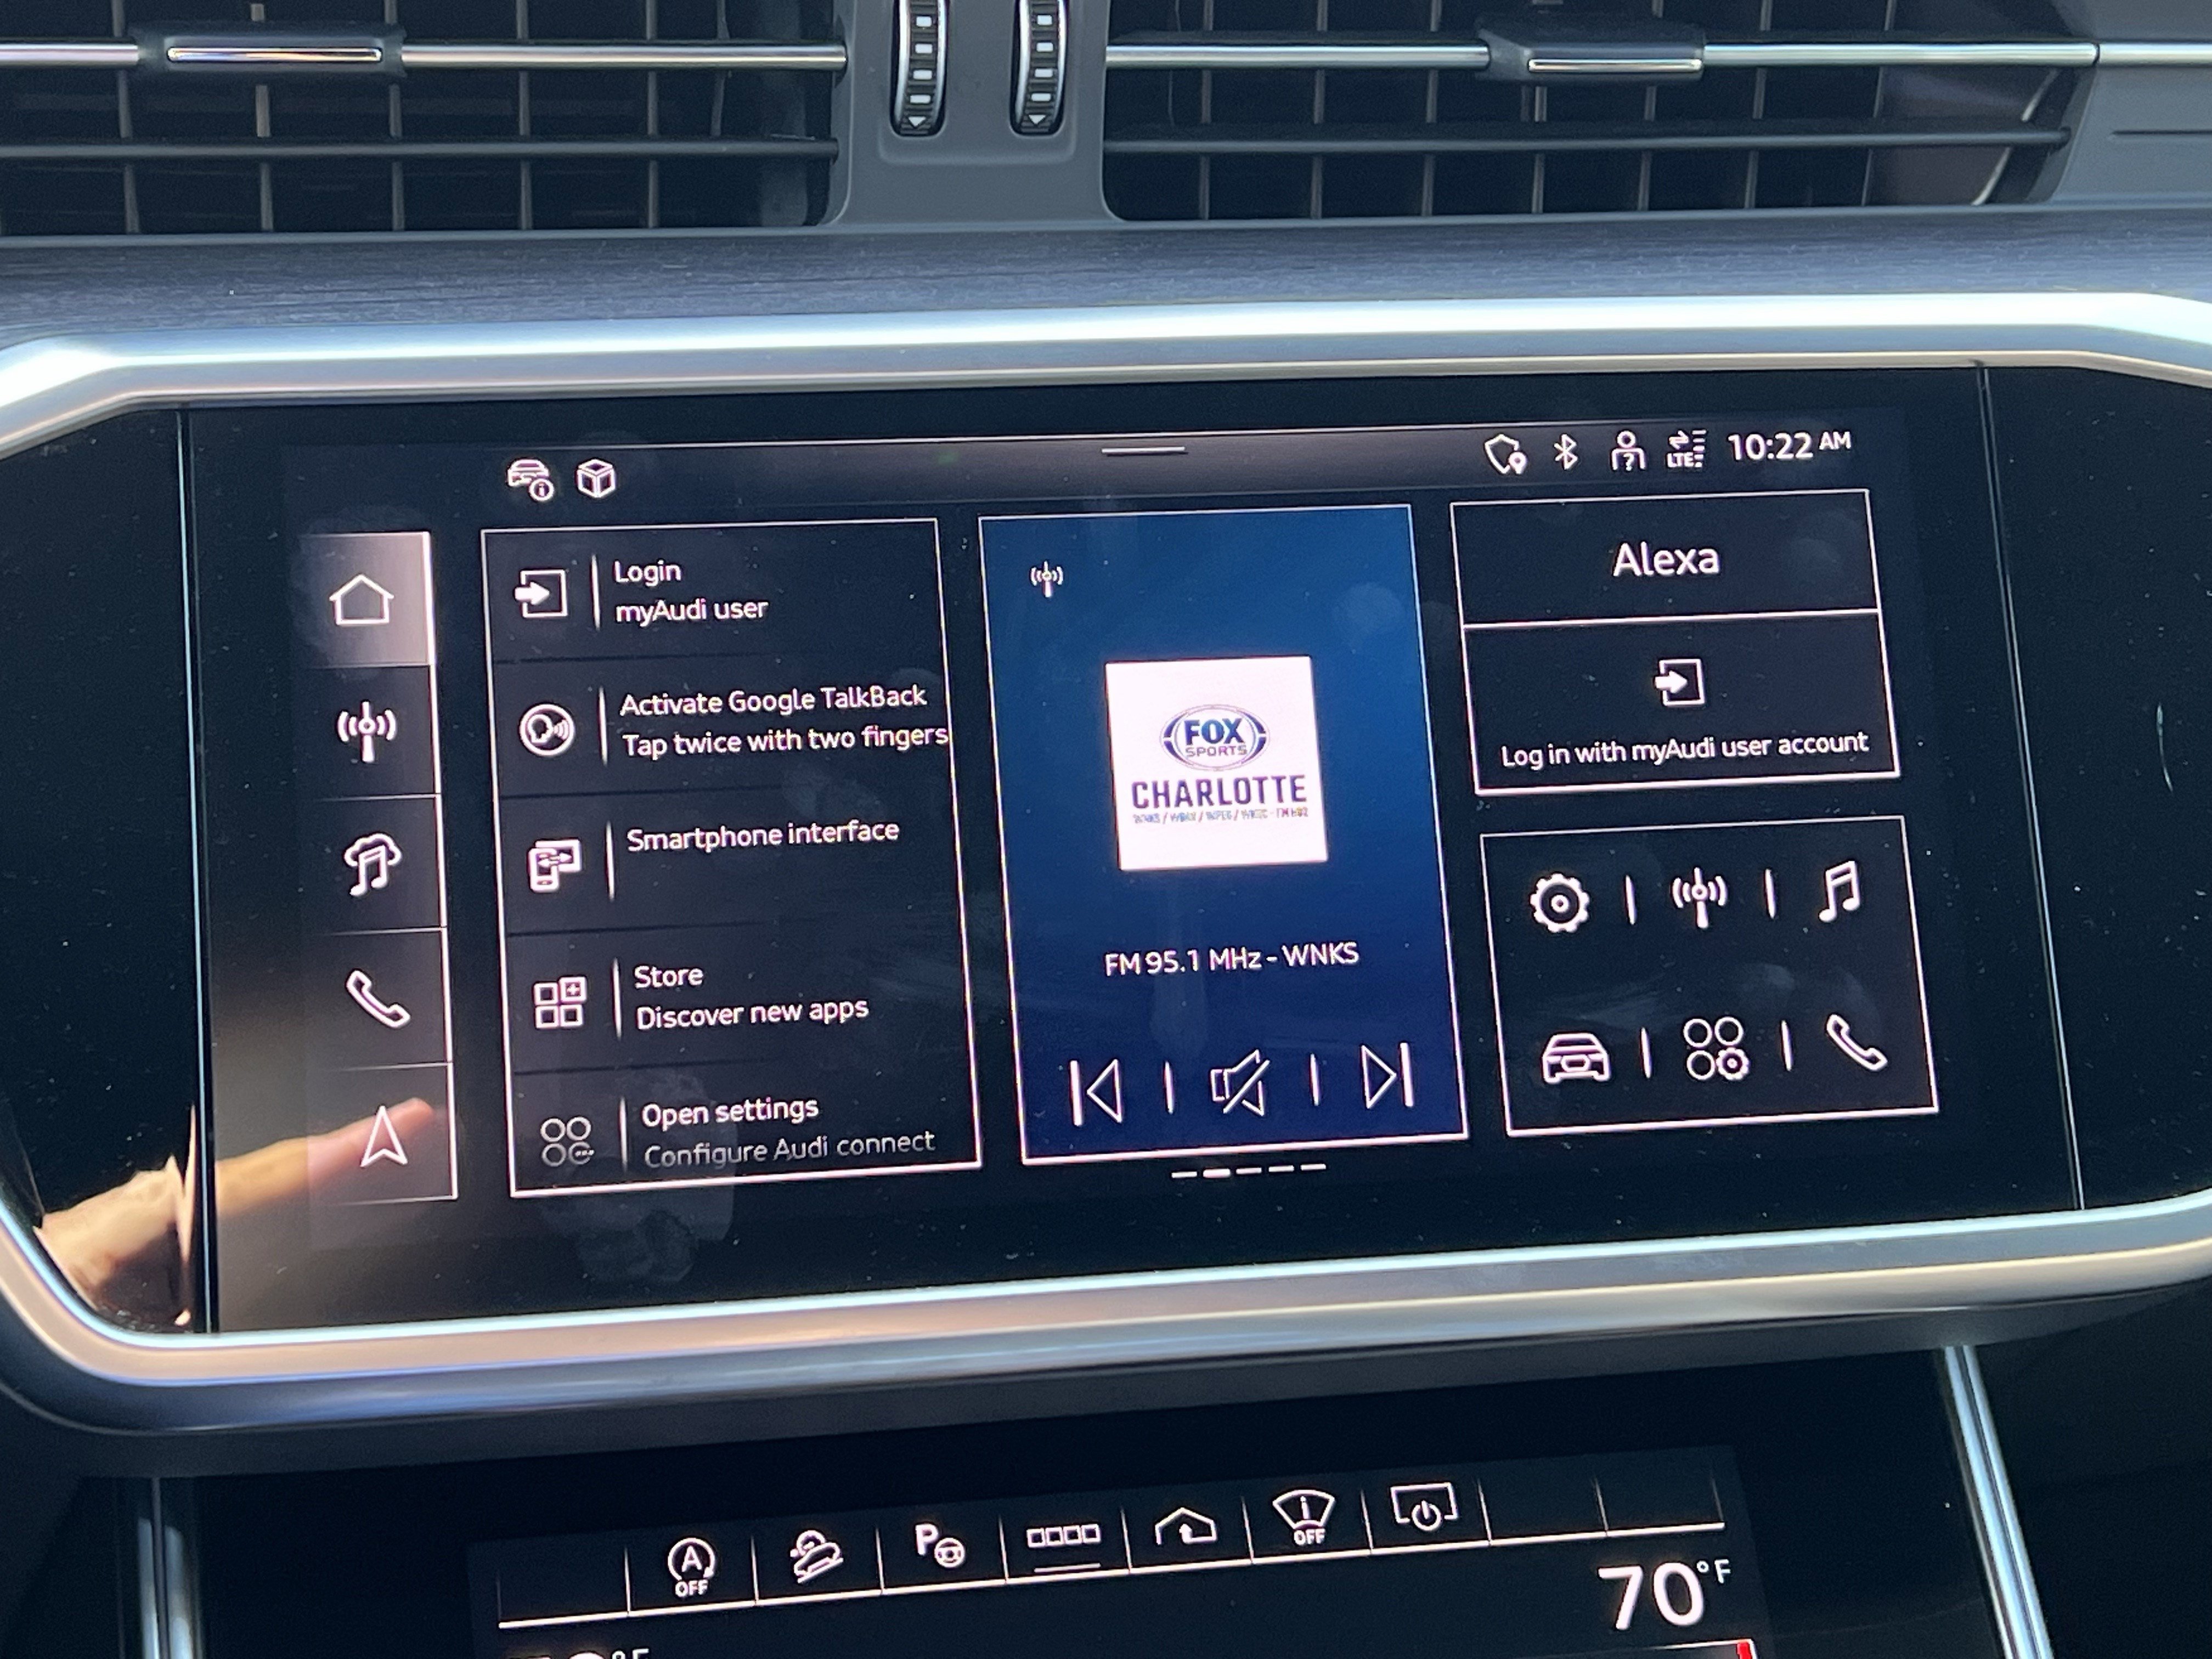 LTE
10:22 AM
Login
myAudi user
Activate Google TalkBack
Tap twice with two fingers
Smartphone interface
Store
Discover new apps
Open settings
Configure Audi connect
FOX
SPORTS
CHARLOTTE
FM 95.1 MHz - WNKS
Alexa
Log in with myAudi user account
A
OFF
P
OFF
70°F
°F